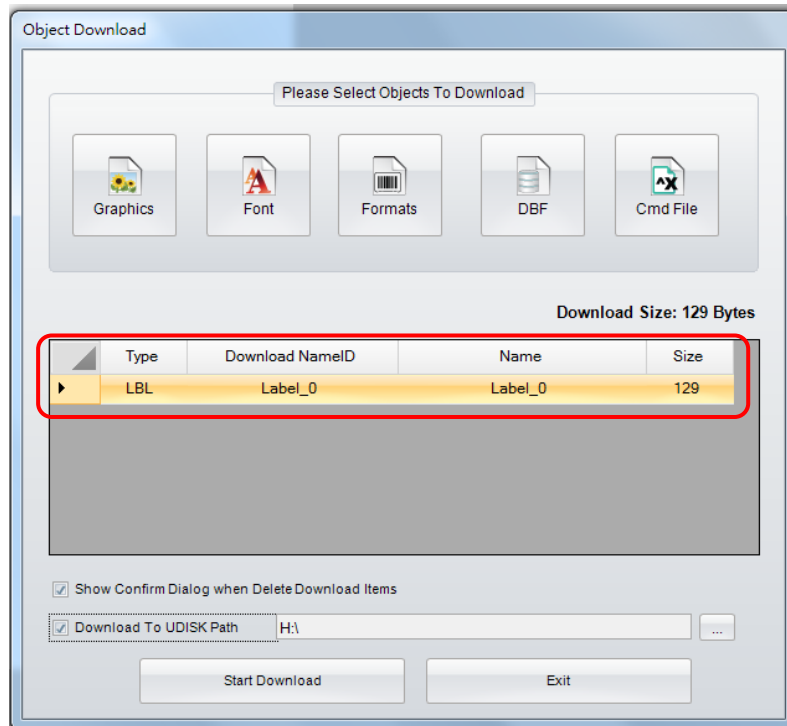 Object Download
Please Select Objects To Download
Graphics Font Formats DBF Cmd File
Download Size: 129 Bytes
Type Download NameID Name Size
LBL Label_0 Label_0 129
Show Confirm Dialog when Delete Download Items
Download To UDISK Path H:\ ...
Start Download Exit